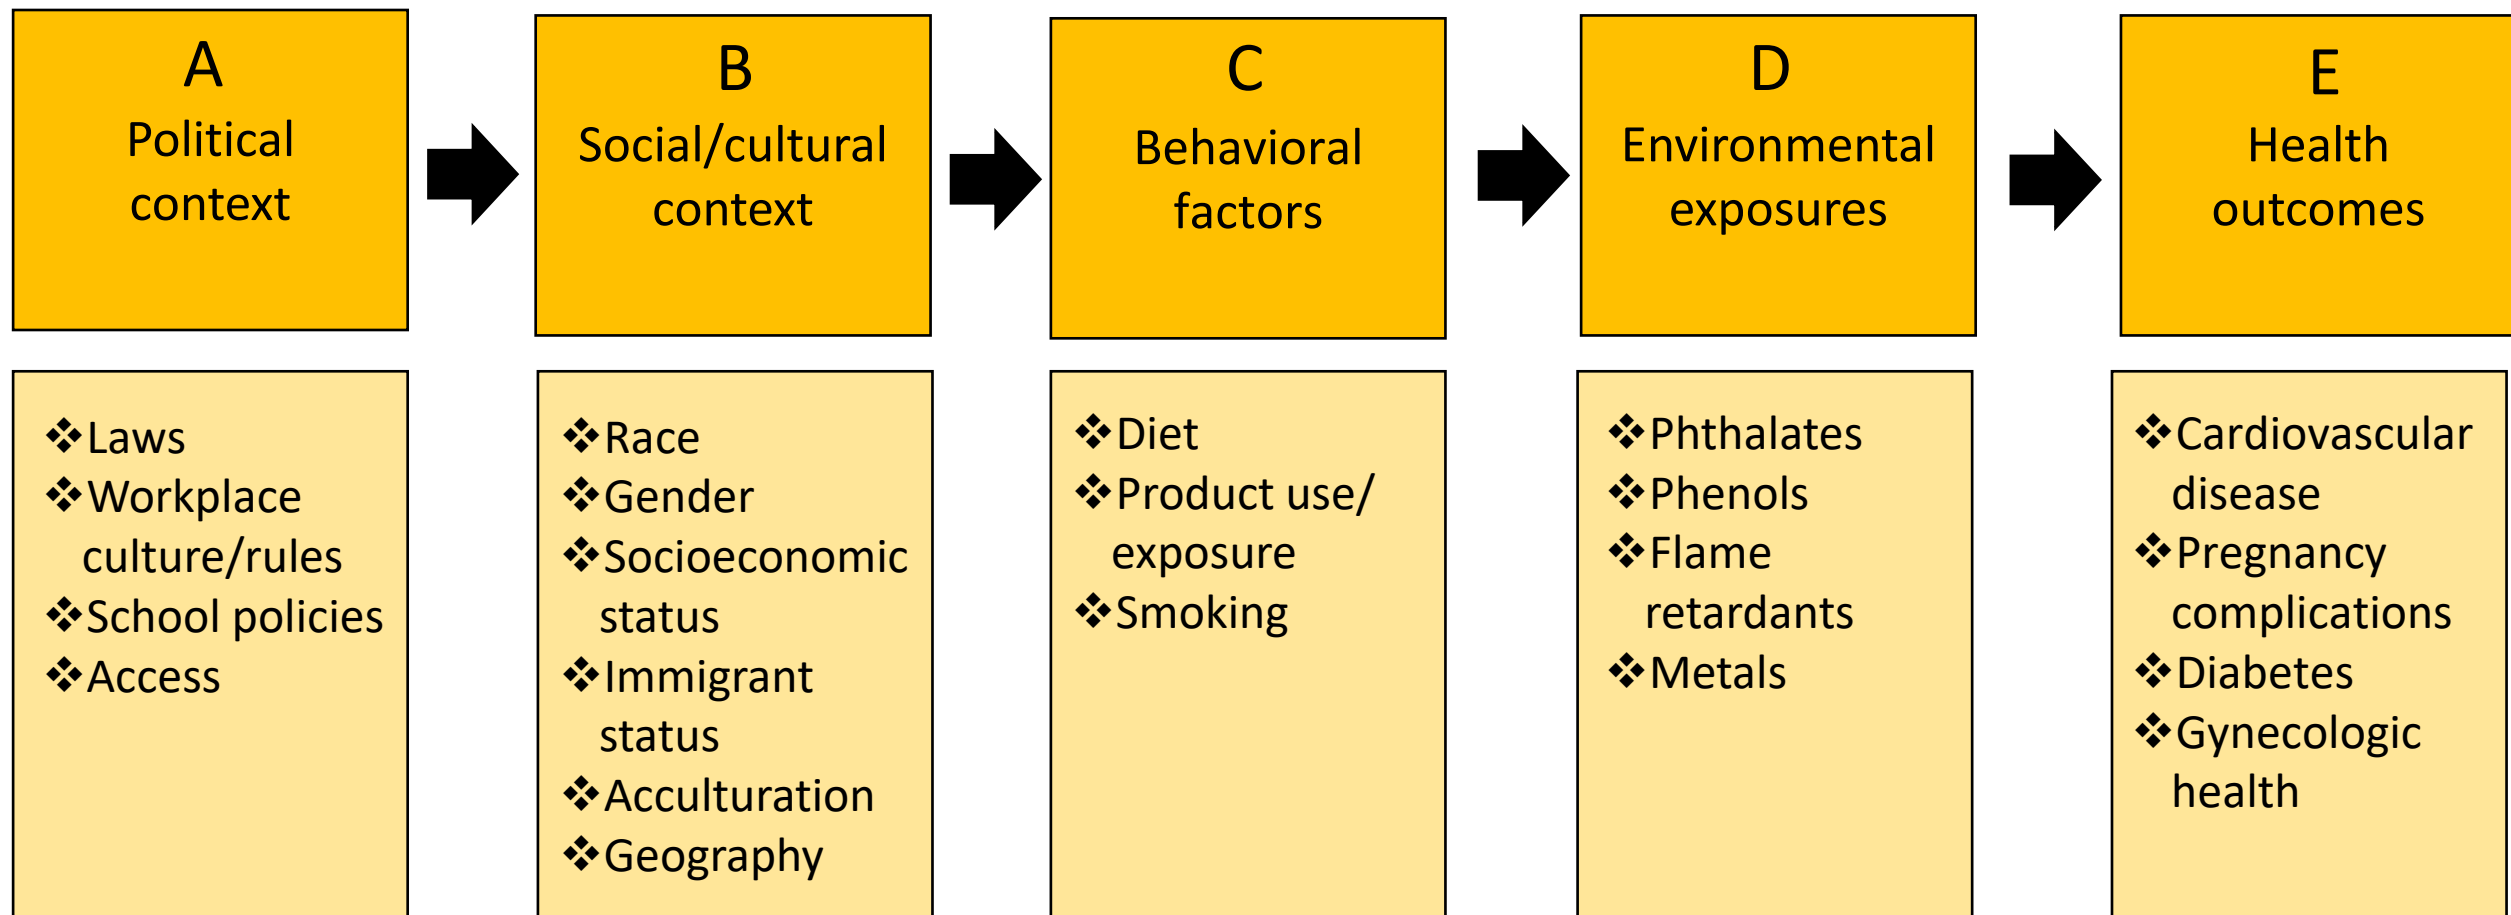 A
Political
context
B
Social/cultural
context
C
Behavioral
factors
D
Environmental
exposures
E
Health
outcomes
❖Laws
❖Workplace
culture/rules
❖School policies
❖Access
❖Race
❖Gender
❖Socioeconomic
status
❖Immigrant
status
❖Acculturation
❖Geography
❖Diet
❖Product use/
exposure
❖Smoking
❖Phthalates
❖Phenols
❖Flame
retardants
❖Metals
❖Cardiovascular
disease
❖Pregnancy
complications
❖Diabetes
❖Gynecologic
health